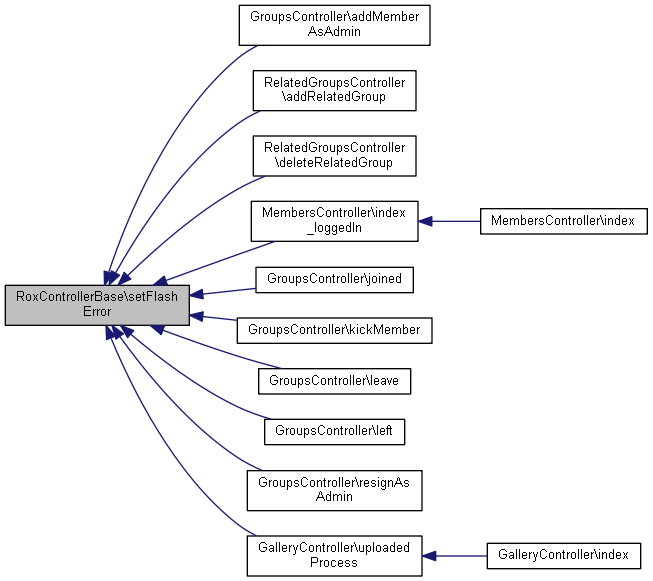 GroupsController\addMember
AsAdmin
RelatedGroupsController
\addRelatedGroup
RelatedGroupsController
\deleteRelatedGroup
MembersController\index
_loggedIn
MembersController\index
GroupsController\joined
RoxControllerBase\setFlash
Error
GroupsController\kickMember
GroupsController\leave
GroupsController\left
GroupsController\resignAs
Admin
GalleryController\uploaded
Process
GalleryController\index